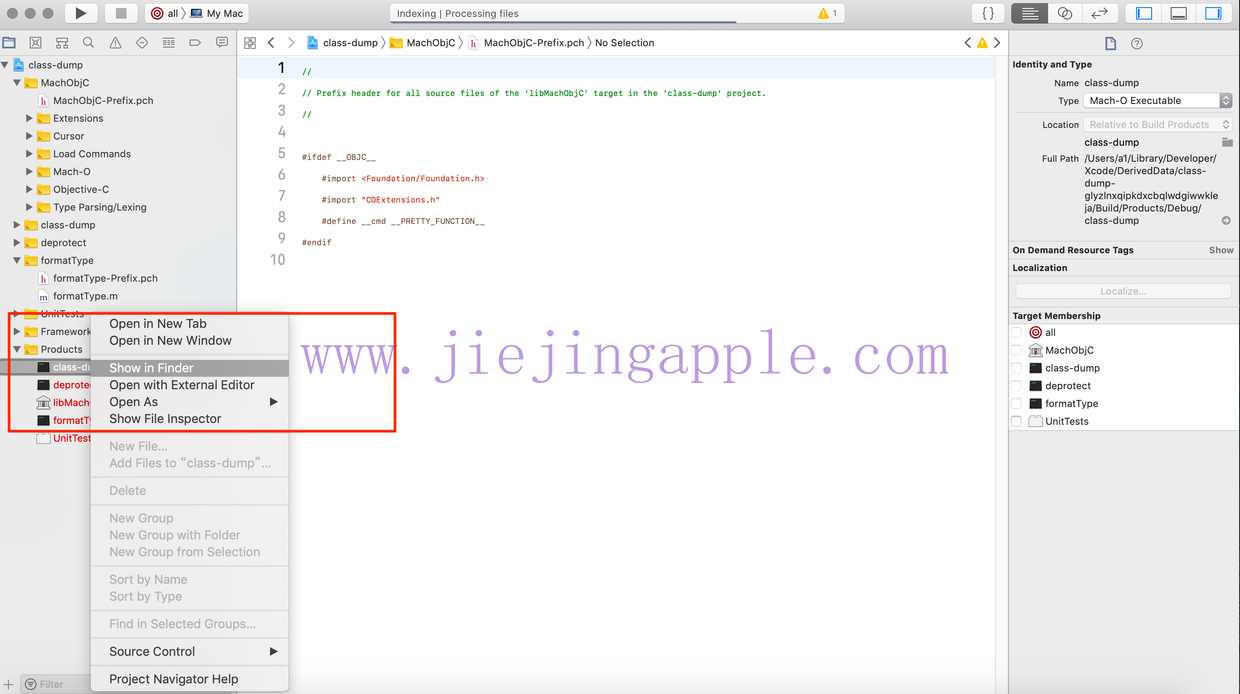 all
My Mac
Indexing | Processing files
1
{ }
class-dump
MachObjC
MachObjC-Prefix.pch
No Selection
class-dump
MachObjC
MachObjC-Prefix.pch
Extensions
Cursor
Load Commands
Mach-O
Objective-C
Type Parsing/Lexing
class-dump
deprotect
formatType
formatType-Prefix.pch
formatType.m
UnitTests
Framework
Products
class-du
deprote
libMach
formatTy
UnitTest
Filter
1 //
2 // Prefix header for all source files of the 'libMachObjC' target in the 'class-dump' project.
3 //
4
5 #ifdef __OBJC__
6 #import <Foundation/Foundation.h>
7 #import "CDExtensions.h"
8 #define __cmd __PRETTY_FUNCTION__
9 #endif
10
www.jiejingapple.com
Open in New Tab
Open in New Window
Show in Finder
Open with External Editor
Open As
Show File Inspector
New File...
Add Files to “class-dump”...
Delete
New Group
New Group with Folder
New Group from Selection
Sort by Name
Sort by Type
Find in Selected Groups...
Source Control
Project Navigator Help
Identity and Type
Name class-dump
Type Mach-O Executable
Location Relative to Build Products
class-dump
Full Path /Users/a1/Library/Developer/
Xcode/DerivedData/class-
dump-
glyzlnxqipkdxcbqlwdgiwwkle
ja/Build/Products/Debug/
class-dump
On Demand Resource Tags Show
Localization
Localize...
Target Membership
all
MachObjC
class-dump
deprotect
formatType
UnitTests